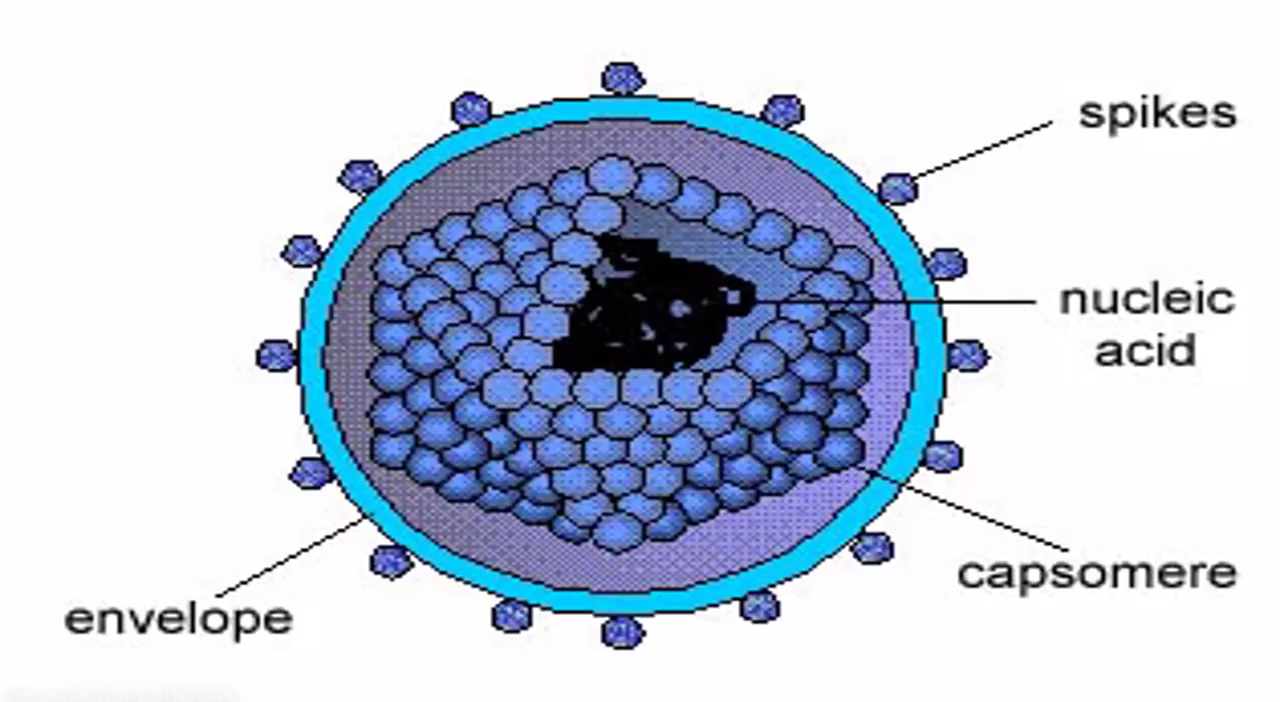 spikes
nucleic
acid
capsomere
envelope